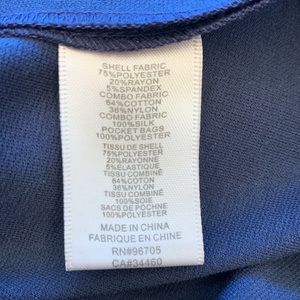 SHELL FABRIC
75%POLYESTER
20%RAYON
5%SPANDEX
COMBO FABRIC
64%COTTON
36%NYLON
COMBO FABRIC
100%SILK
POCKET BAGS
100%POLYESTER
TISSU DE SHELL
75%POLYESTER
20%RAYONNE
5%ELASTIQUE
TISSU COMBINE
64%COTON
36%NYLON
TISSU COMBINE
100%SOIE
SACS DE POCHNE
100%POLYESTER
MADE IN CHINA
FABRIQUE EN CHINE
RN#96705
CA#34460